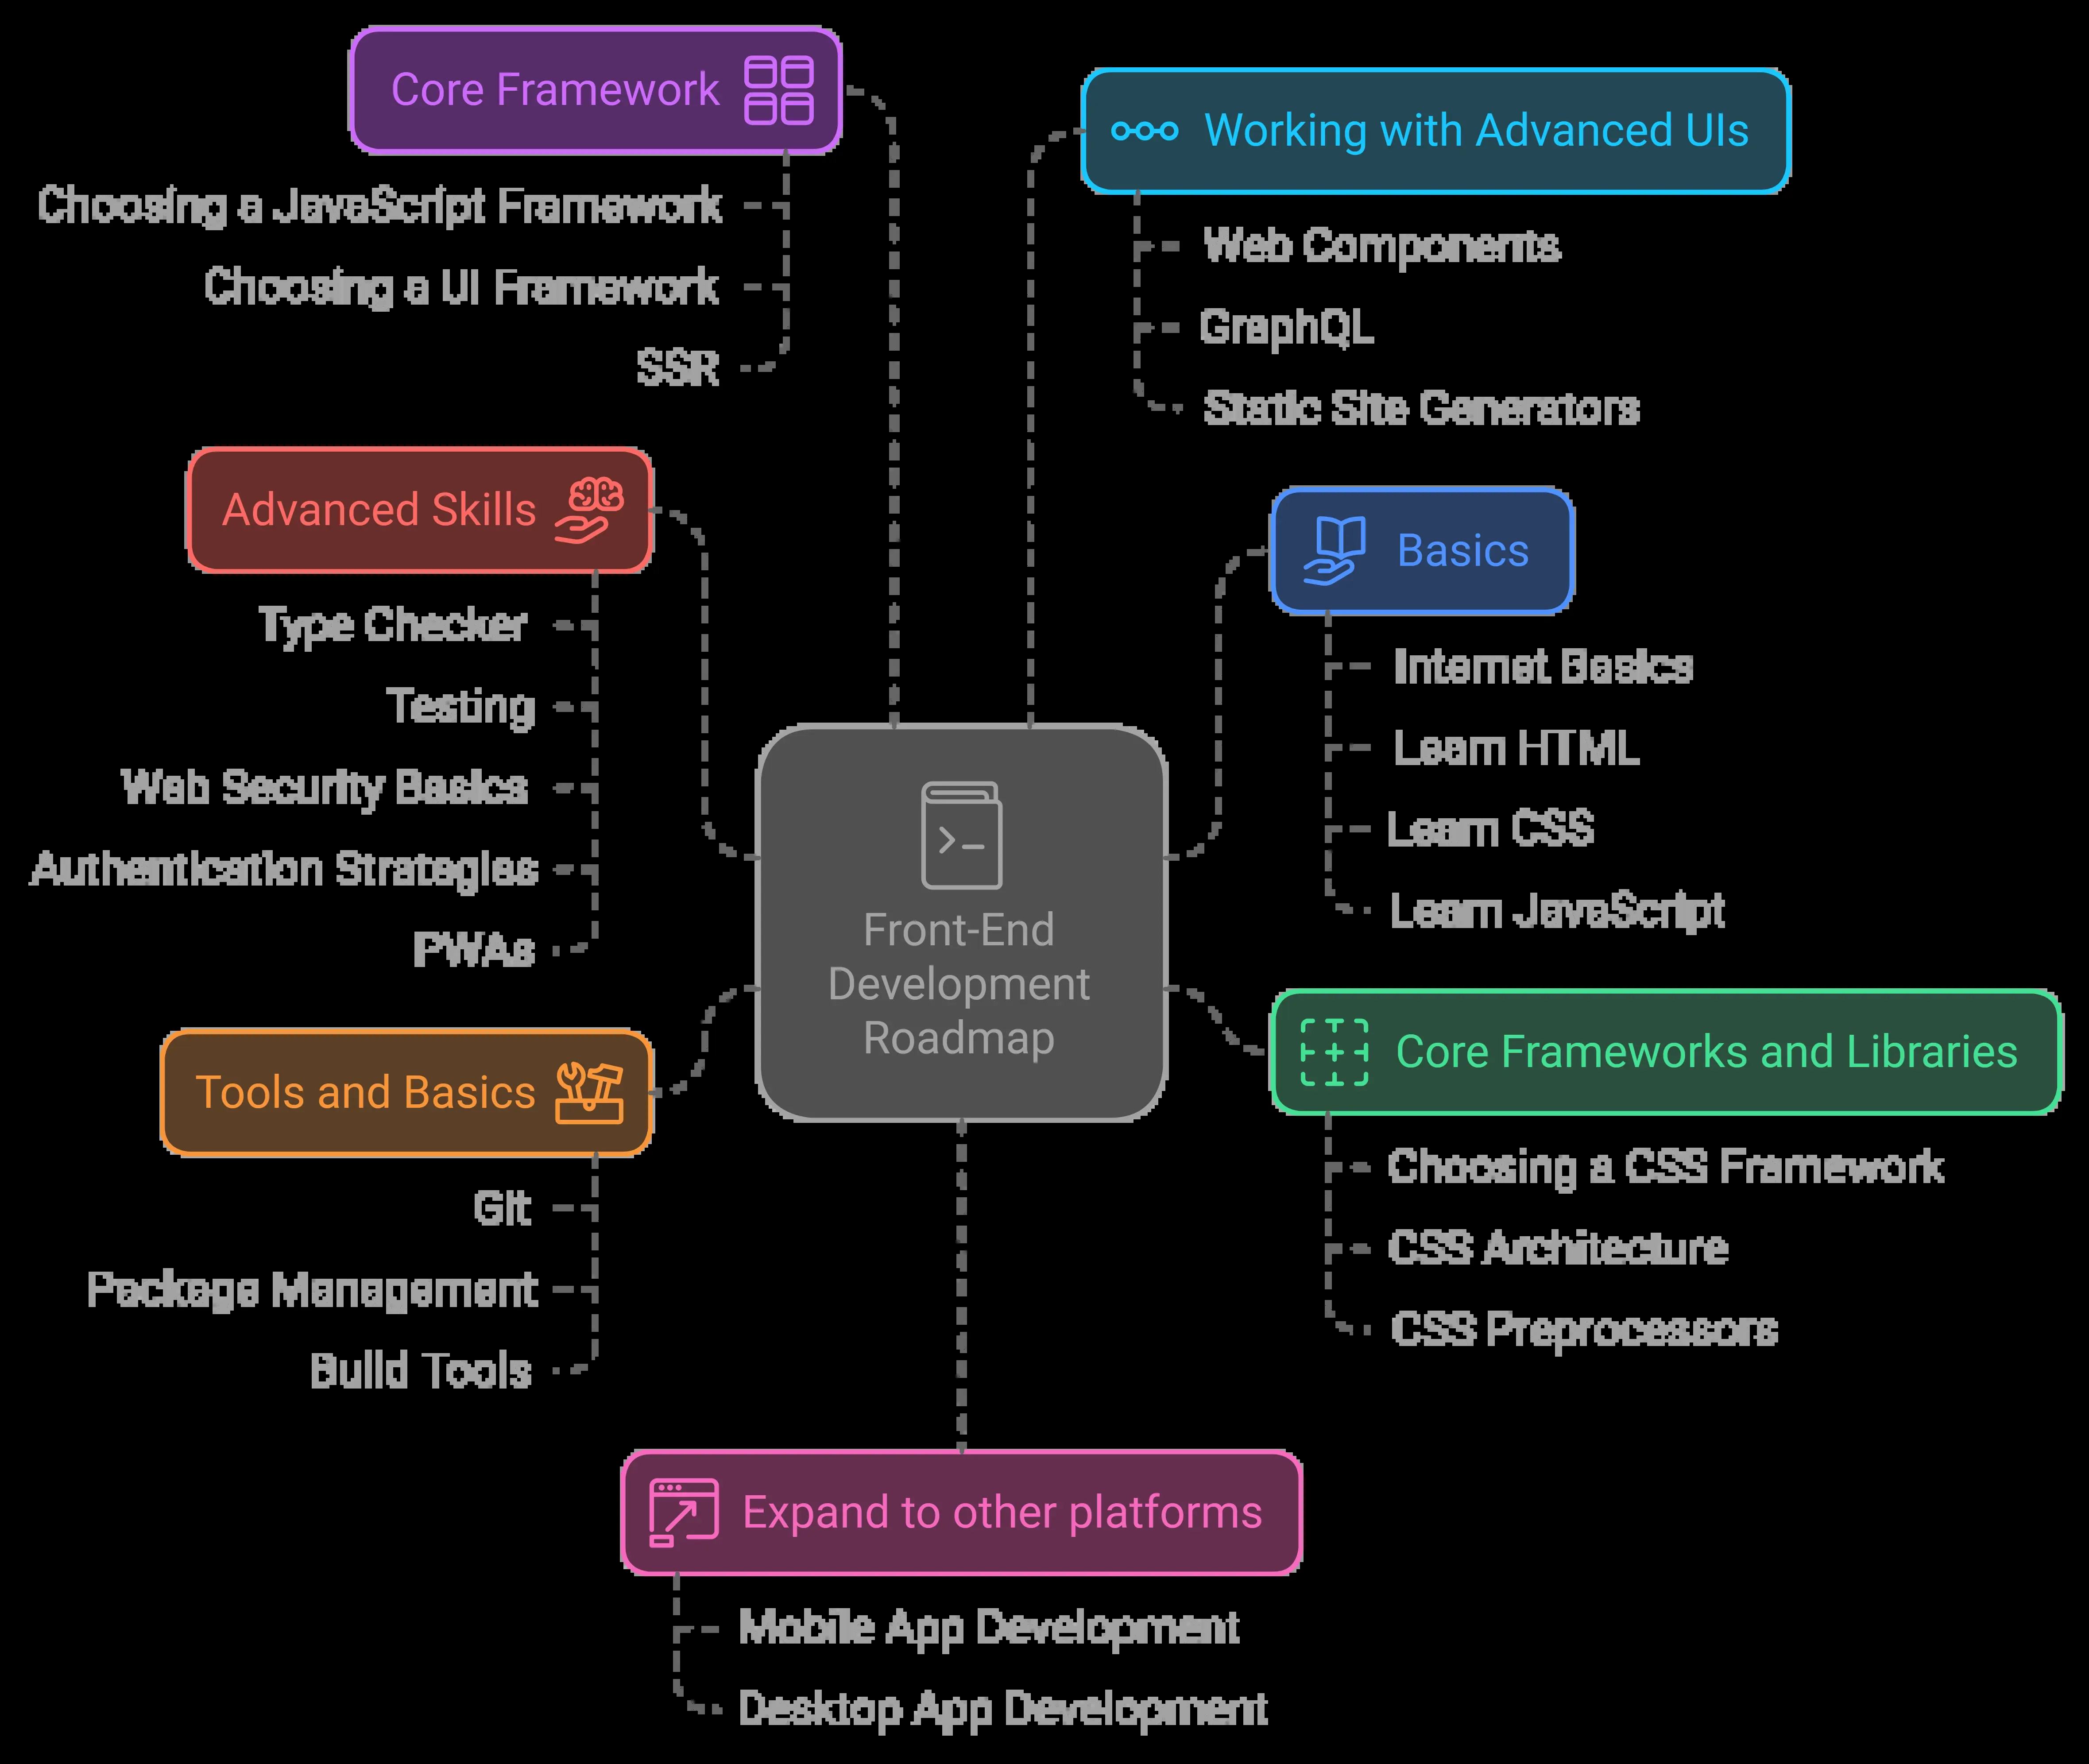 Core Framework
Choosing a JavaScript Framework
Choosing a UI Framework
SSR
Working with Advanced UIs
Web Components
GraphQL
Static Site Generators
Advanced Skills
Type Checker
Testing
Web Security Basics
Authentication Strategies
PWAs
Basics
Internet Basics
Learn HTML
Learn CSS
Learn JavaScript
Front-End
Development
Roadmap
Tools and Basics
Git
Package Management
Build Tools
Core Frameworks and Libraries
Choosing a CSS Framework
CSS Architecture
CSS Preprocessors
Expand to other platforms
Mobile App Development
Desktop App Development